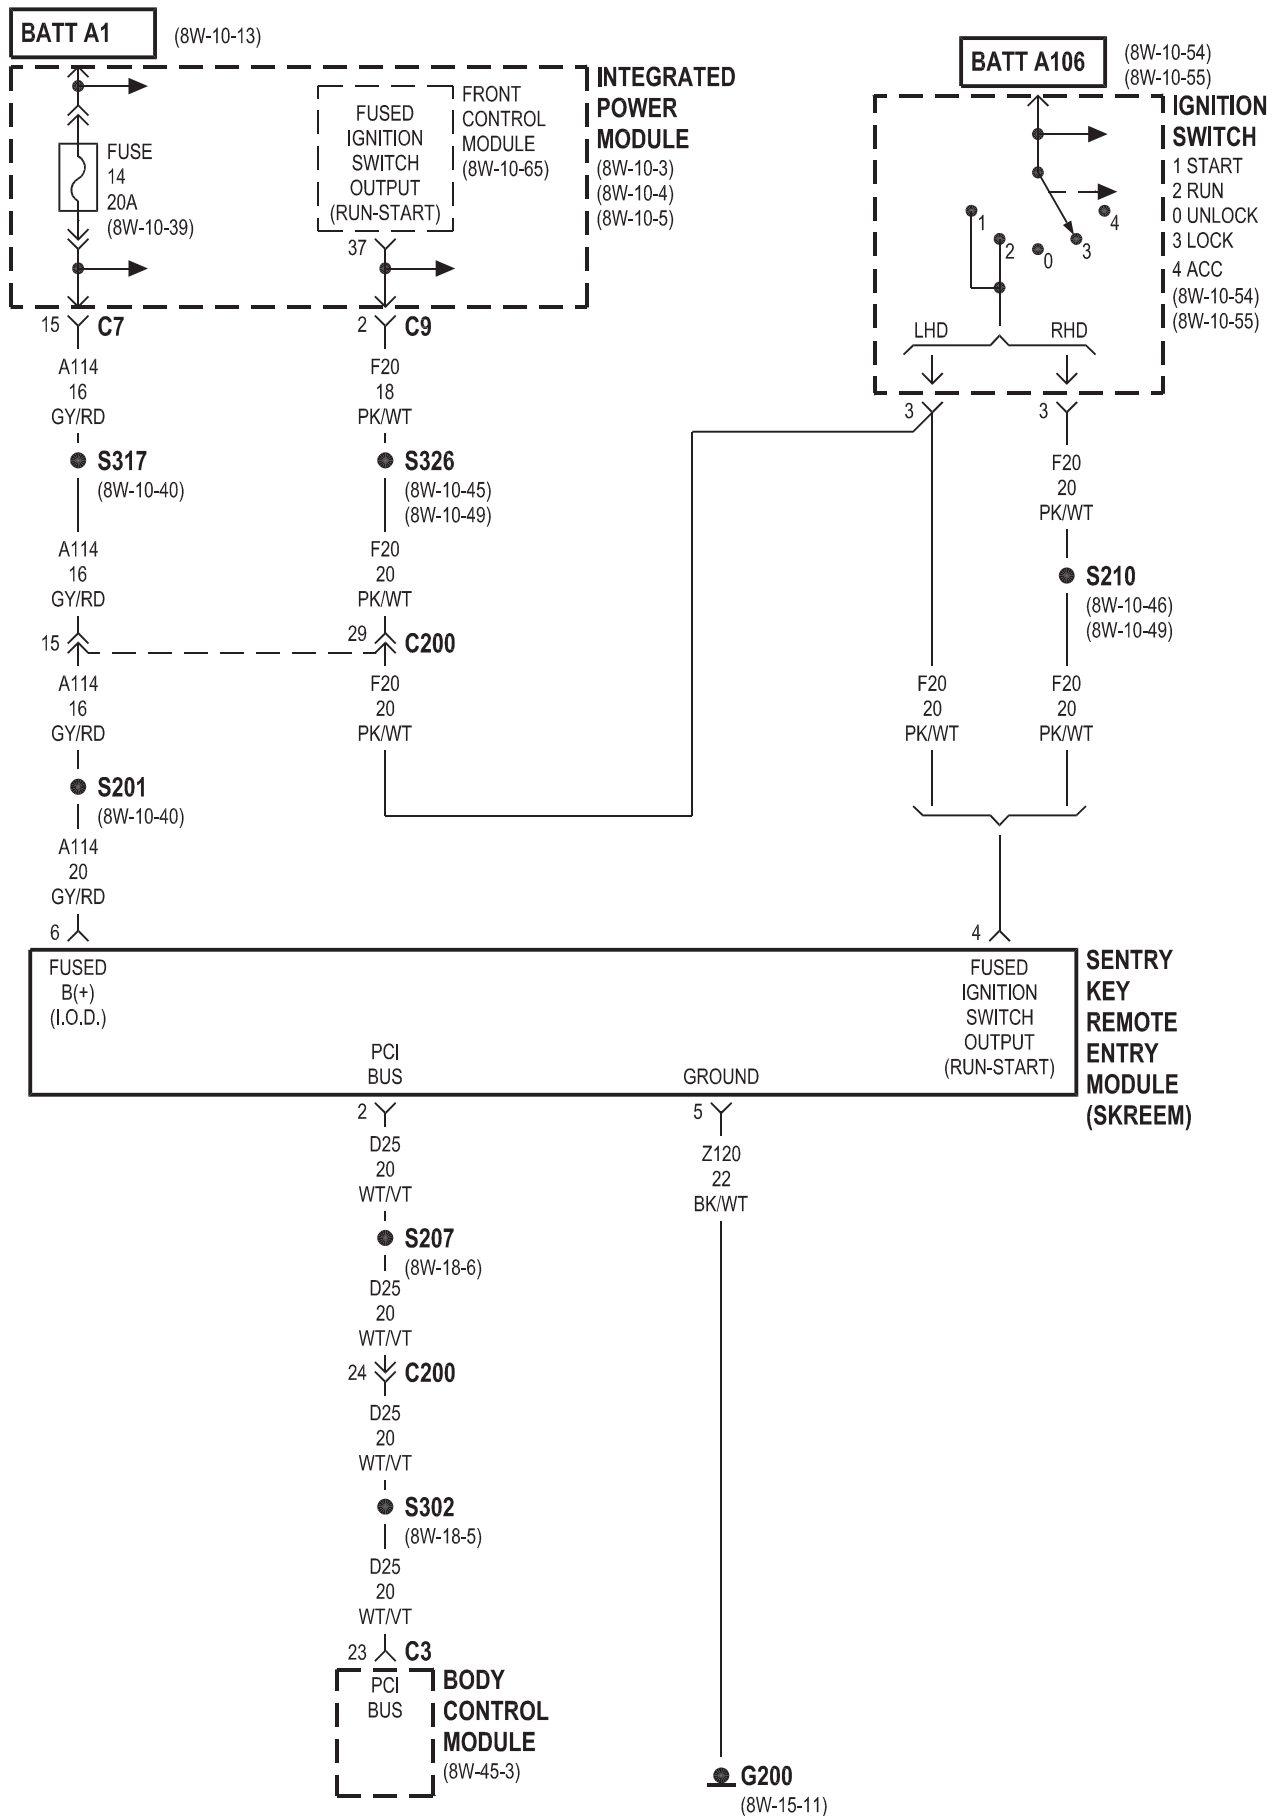 BATT A1
(8W-10-13)
BATT A106
(8W-10-54)
(8W-10-55)
INTEGRATED
POWER
MODULE
(8W-10-3)
(8W-10-4)
(8W-10-5)
FUSE
14
20A
(8W-10-39)
FUSED
IGNITION
SWITCH
OUTPUT
(RUN-START)
FRONT
CONTROL
MODULE
(8W-10-65)
37
IGNITION
SWITCH
1 START
2 RUN
0 UNLOCK
3 LOCK
4 ACC
(8W-10-54)
(8W-10-55)
1
2
0
3
4
LHD
RHD
15
C7
2
C9
3
3
A114
16
GY/RD
F20
18
PK/WT
S317
(8W-10-40)
S326
(8W-10-45)
(8W-10-49)
F20
20
PK/WT
A114
16
GY/RD
F20
20
PK/WT
S210
(8W-10-46)
(8W-10-49)
15
29
C200
A114
16
GY/RD
F20
20
PK/WT
F20
20
PK/WT
F20
20
PK/WT
S201
(8W-10-40)
A114
20
GY/RD
6
4
FUSED
B(+)
(I.O.D.)
FUSED
IGNITION
SWITCH
OUTPUT
(RUN-START)
PCI
BUS
GROUND
SENTRY
KEY
REMOTE
ENTRY
MODULE
(SKREEM)
2
5
D25
20
WT/VT
Z120
22
BK/WT
S207
(8W-18-6)
D25
20
WT/VT
24
C200
D25
20
WT/VT
S302
(8W-18-5)
D25
20
WT/VT
23
C3
PCI
BUS
BODY
CONTROL
MODULE
(8W-45-3)
G200
(8W-15-11)